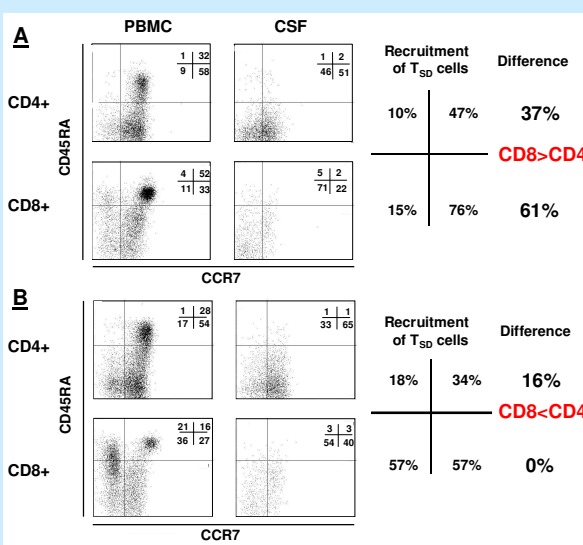 PBMC CSF
A
Recruitment of T_SD cells Difference
CD4+
1 32
9 58
1 2
46 51
10% 47% 37%
CD45RA
CD8>CD4
CD8+
4 52
11 33
5 2
71 22
15% 76% 61%
CCR7
B
Recruitment of T_SD cells Difference
CD4+
1 28
17 54
1 1
33 65
18% 34% 16%
CD45RA
CD8<CD4
CD8+
21 16
36 27
3 3
54 40
57% 57% 0%
CCR7